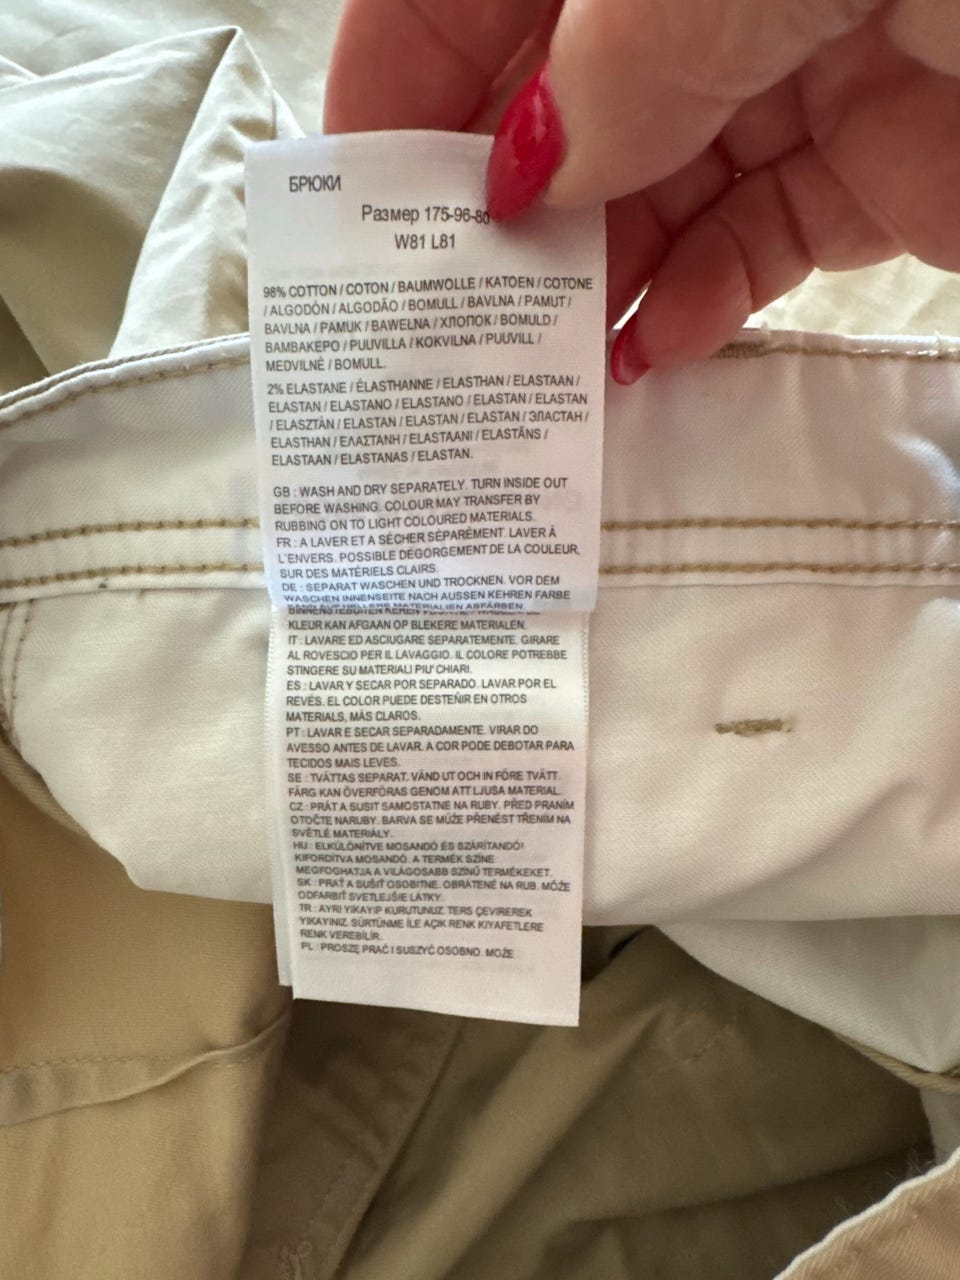 БРЮКИ
Размер 175-96-80
W81 L81
98% COTTON / COTON / BAUMWOLLE / KATOEN / COTONE
/ ALGODÓN / ALGODÃO / BOMULL / BAVLNA / PAMUT /
BAVLNA / PAMUK / BAWEŁNA / ХЛОПОК / BOMULD /
ΒΑΜΒΑΚΕΡΟ / PUUVILLA / KOKVILNA / PUUVILL /
MEDVILNĖ / BOMULL.
2% ELASTANE / ÉLASTHANNE / ELASTHAN / ELASTAAN /
ELASTAN / ELASTANO / ELASTANO / ELASTAN / ELASTAN
/ ELASZTÁN / ELASTAN / ELASTAN / ELASTAN / ЭЛАСТАН /
ELASTHAN / ΕΛΑΣΤΑΝΗ / ELASTAANI / ELASTĀNS /
ELASTAAN / ELASTANAS / ELASTAN.
GB : WASH AND DRY SEPARATELY. TURN INSIDE OUT
BEFORE WASHING. COLOUR MAY TRANSFER BY
RUBBING ON TO LIGHT COLOURED MATERIALS.
FR : A LAVER ET A SÉCHER SÉPARÉMENT. LAVER À
L'ENVERS. POSSIBLE DÉGORGEMENT DE LA COULEUR,
SUR DES MATÉRIELS CLAIRS.
DE : SEPARAT WASCHEN UND TROCKNEN. VOR DEM
WASCHEN INNENSEITE NACH AUSSEN KEHREN FARBE
KANN AUF HELLERE MATERIALIEN ABFÄRBEN.
KLEUR KAN AFGAAN OP BLEKERE MATERIALEN.
IT : LAVARE ED ASCIUGARE SEPARATEMENTE. GIRARE
AL ROVESCIO PER IL LAVAGGIO. IL COLORE POTREBBE
STINGERE SU MATERIALI PIU' CHIARI.
ES : LAVAR Y SECAR POR SEPARADO. LAVAR POR EL
REVÉS. EL COLOR PUEDE DESTEÑIR EN OTROS
MATERIALS, MÁS CLAROS.
PT : LAVAR E SECAR SEPARADAMENTE. VIRAR DO
AVESSO ANTES DE LAVAR. A COR PODE DEBOTAR PARA
TECIDOS MAIS LEVES.
SE : TVÄTTAS SEPARAT. VÄND UT OCH IN FÖRE TVÄTT.
FÄRG KAN ÖVERFÖRAS GENOM ATT LJUSA MATERIAL.
CZ : PRÁT A SUSIT SAMOSTATNE NA RUBY. PŘED PRANÍM
OTOČTE NARUBY. BARVA SE MŮŽE PŘENÉST TŘENÍM NA
SVĚTLÉ MATERIÁLY.
HU : ELKÜLÖNÍTVE MOSANDÓ ÉS SZÁRÍTANDÓ!
KIFORDÍTVA MOSANDÓ. A TERMÉK SZÍNE
MEGFOGHATJA A VILÁGOSABB SZÍNŰ TERMÉKEKET.
SK : PRAŤ A SUŠIŤ OSOBITNE. OBRÁTENÉ NA RUB. MÔŽE
ODFARBIŤ SVETLEJŠIE LÁTKY.
TR : AYRI YIKAYIP KURUTUNUZ. TERS ÇEVIREREK
YIKAYINIZ. SÜRTÜNME İLE AÇIK RENK KIYAFETLERE
RENK VEREBİLİR.
PL : PROSZĘ PRAĆ I SUSZYĆ OSOBNO. MOŻE